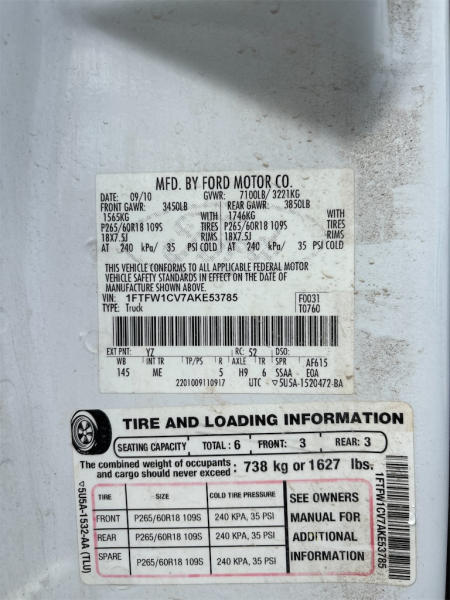 MFD. BY FORD MOTOR CO.
DATE: 09/10 GVWR: 7100LB/ 3221KG
FRONT GAWR: 3450LB REAR GAWR: 3850LB
1565KG WITH 1746KG WITH
P265/60R18 109S TIRES P265/60R18 109S TIRES
18X7.5J RIMS 18X7.5J RIMS
AT 240 kPa/ 35 PSI COLD AT 240 kPa/ 35 PSI COLD
THIS VEHICLE CONFORMS TO ALL APPLICABLE FEDERAL MOTOR
VEHICLE SAFETY STANDARDS IN EFFECT ON THE DATE OF
MANUFACTURE SHOWN ABOVE.
VIN: 1FTFW1CV7AKE53785 F0031
TYPE: Truck T0760
EXT PNT: YZ RC: 52 DSO:
WB INT TR TP/PS R AXLE TR SPR AF615
145 ME 5 H9 6 SSAA E0A
2201009110917 UTC ▽5U5A-1520472-BA
TIRE AND LOADING INFORMATION
SEATING CAPACITY TOTAL: 6 FRONT: 3 REAR: 3
The combined weight of occupants and cargo should never exceed: 738 kg or 1627 lbs.
TIRE SIZE COLD TIRE PRESSURE
FRONT P265/60R18 109S 240 KPA, 35 PSI
REAR P265/60R18 109S 240 KPA, 35 PSI
SPARE P265/60R18 109S 240 KPA, 35 PSI
SEE OWNERS
MANUAL FOR
ADDITIONAL
INFORMATION
▽5U5A-1532-AA (TLU)
1FTFW1CV7AKE53785